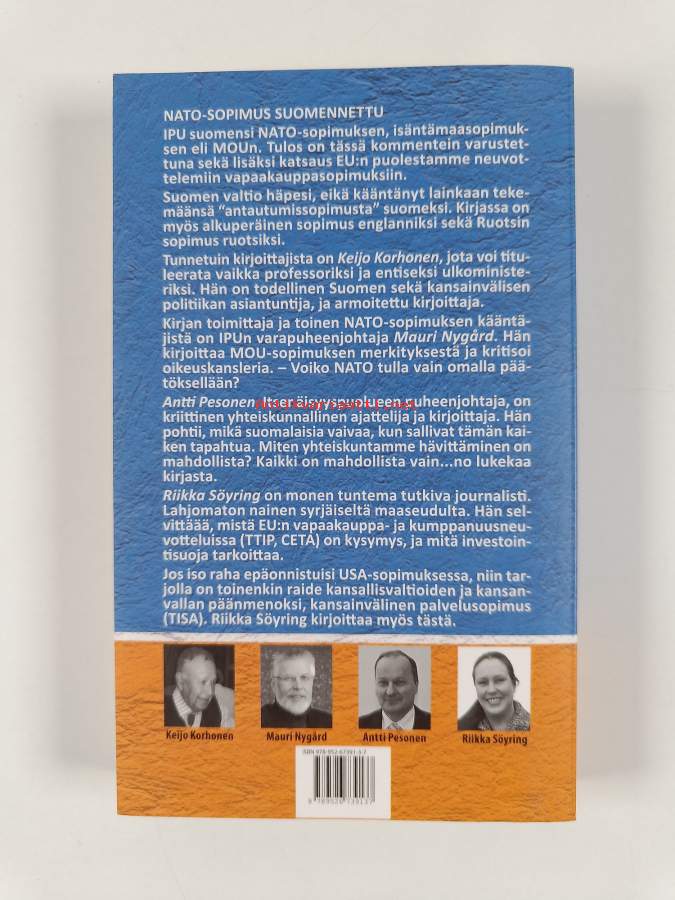 NATO-SOPIMUS SUOMENNETTU
IPU suomensi NATO-sopimuksen, isäntämaasopimuk-
sen eli MOUn. Tulos on tässä kommentein varustet-
tuna sekä lisäksi katsaus EU:n puolestamme neuvot-
telemiin vapaakauppasopimuksiin.
Suomen valtio häpesi, eikä kääntänyt lainkaan teke-
määnsä “antautumissopimusta” suomeksi. Kirjassa on
myös alkuperäinen sopimus englanniksi sekä Ruotsin
sopimus ruotsiksi.
Tunnetuin kirjoittajista on Keijo Korhonen, jota voi titu-
leerata vaikka professoriksi ja entiseksi ulkoministe-
riksi. Hän on todellinen Suomen sekä kansainvälisen
politiikan asiantuntija, ja armoitettu kirjoittaja.
Kirjan toimittaja ja toinen NATO-sopimuksen kääntä-
jistä on IPUn varapuheenjohtaja Mauri Nygård. Hän
kirjoittaa MOU-sopimuksen merkityksestä ja kritisoi
oikeuskansleria. – Voiko NATO tulla vain omalla pää-
töksellään?
Antti Pesonen, Itsenäisyyspuolueen puheenjohtaja, on
kriittinen yhteiskunnallinen ajattelija ja kirjoittaja. Hän
pohtii, mikä suomalaisia vaivaa, kun sallivat tämän kai-
ken tapahtua. Miten yhteiskuntamme hävittäminen on
mahdollista? Kaikki on mahdollista vain...no lukekaa
kirjasta.
Riikka Söyring on monen tuntema tutkiva journalisti.
Lahjomaton nainen syrjäiseltä maaseudulta. Hän sel-
vittäää, mistä EU:n vapaakauppa- ja kumppanuusneu-
votteluissa (TTIP, CETA) on kysymys, ja mitä investoin-
tisuoja tarkoittaa.
Jos iso raha epäonnistuisi USA-sopimuksessa, niin tar-
jolla on toinenkin raide kansallisvaltioiden ja kansan-
vallan päänmenoksi, kansainvälinen palvelusopimus
(TISA). Riikka Söyring kirjoittaa myös tästä.
Keijo Korhonen
Mauri Nygård
Antti Pesonen
Riikka Söyring